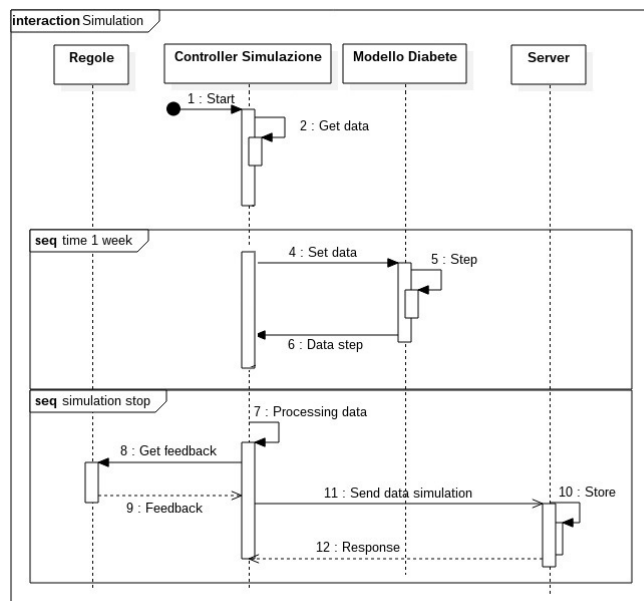 interaction Simulation
Regole
Controller Simulazione
Modello Diabete
Server
1 : Start
2 : Get data
seq time 1 week
4 : Set data
5 : Step
6 : Data step
seq simulation stop
7 : Processing data
8 : Get feedback
9 : Feedback
11 : Send data simulation
10 : Store
12 : Response